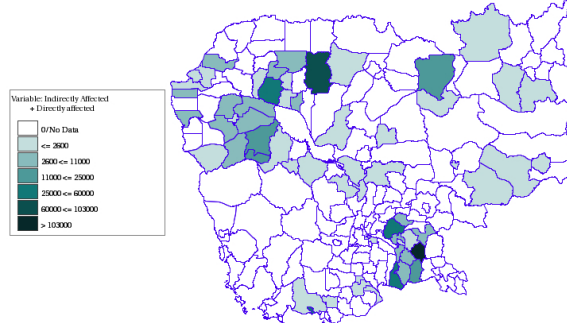 Variable: Indirectly Affected
+ Directly affected
0/No Data
<= 2600
2600 <= 11000
11000 <= 25000
25000 <= 60000
60000 <= 103000
> 103000